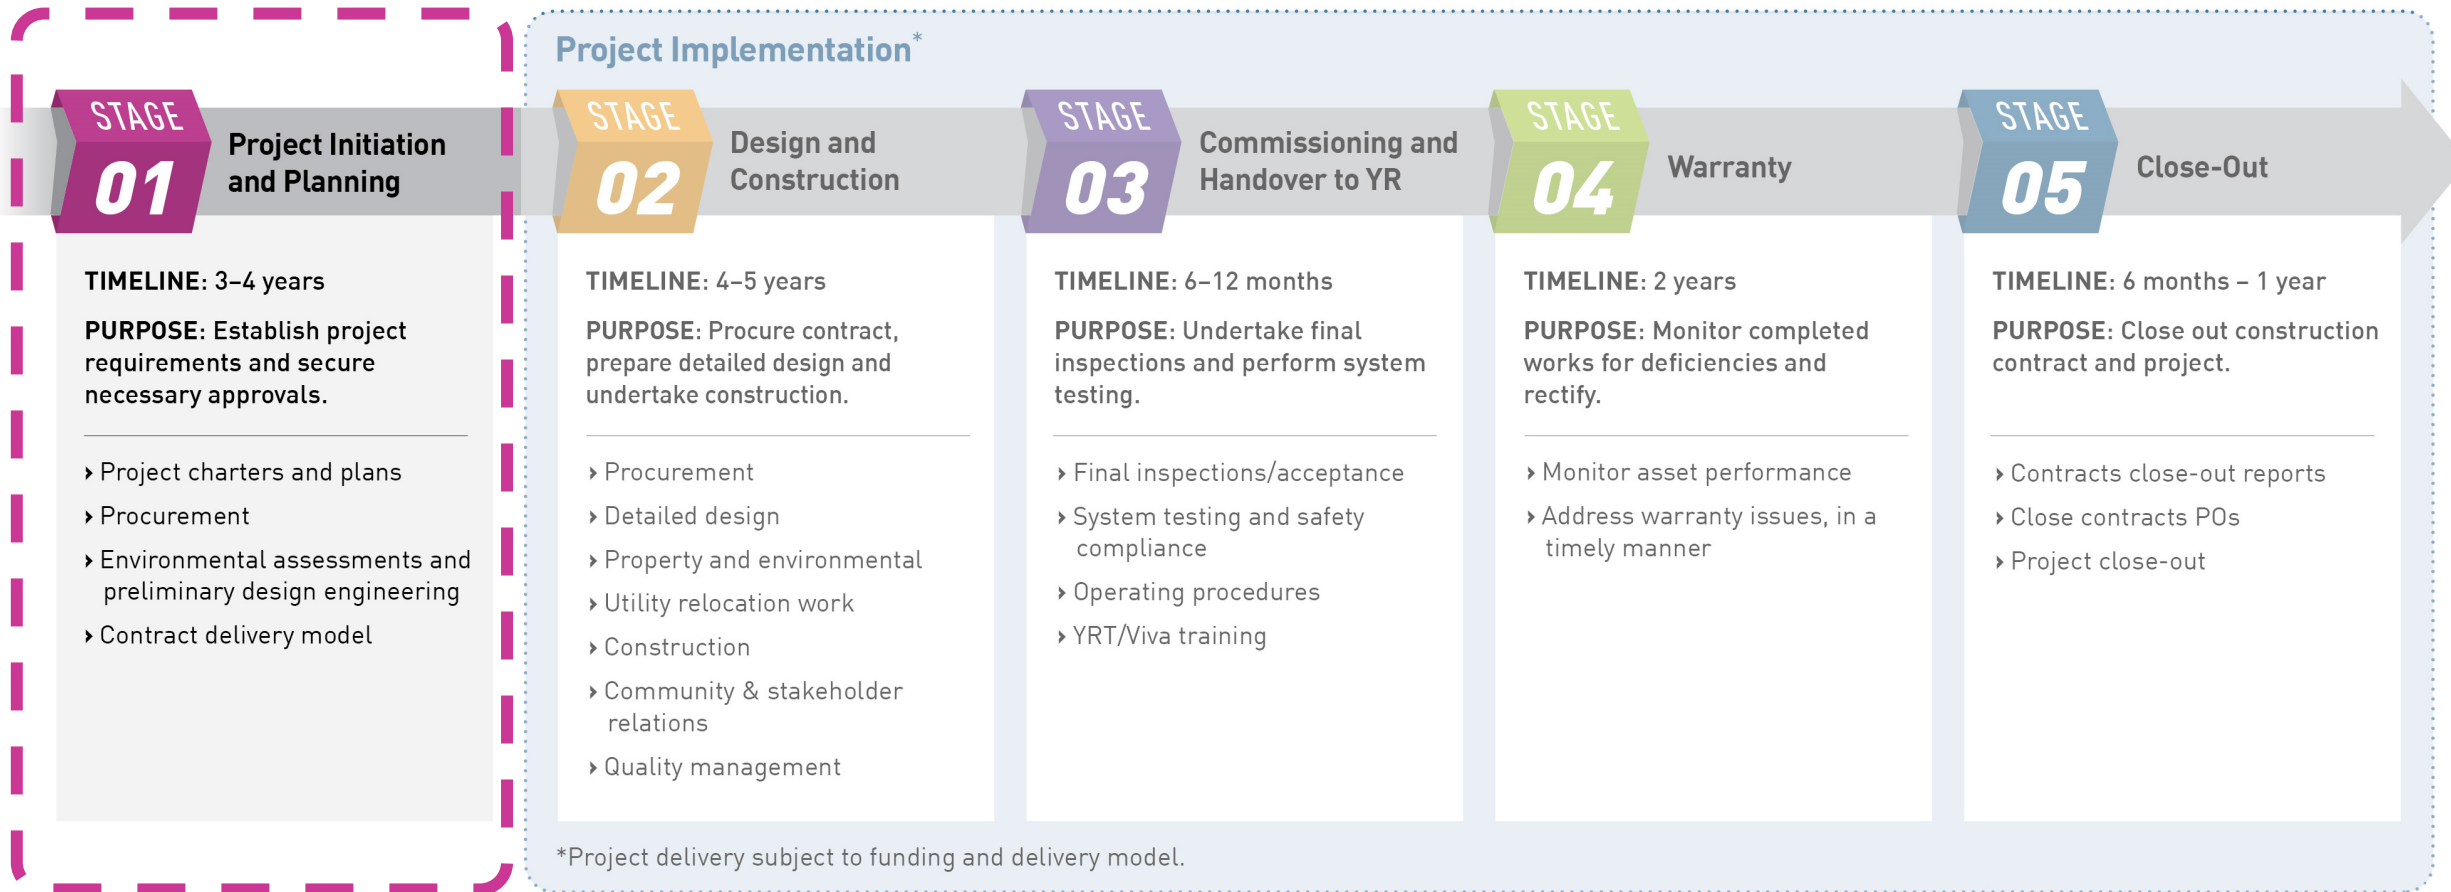 Project Implementation*
STAGE
01
Project Initiation
and Planning
TIMELINE: 3–4 years
PURPOSE: Establish project
requirements and secure
necessary approvals.
› Project charters and plans
› Procurement
› Environmental assessments and
preliminary design engineering
› Contract delivery model
STAGE
02
Design and
Construction
TIMELINE: 4–5 years
PURPOSE: Procure contract,
prepare detailed design and
undertake construction.
› Procurement
› Detailed design
› Property and environmental
› Utility relocation work
› Construction
› Community & stakeholder
relations
› Quality management
STAGE
03
Commissioning and
Handover to YR
TIMELINE: 6–12 months
PURPOSE: Undertake final
inspections and perform system
testing.
› Final inspections/acceptance
› System testing and safety
compliance
› Operating procedures
› YRT/Viva training
STAGE
04
Warranty
TIMELINE: 2 years
PURPOSE: Monitor completed
works for deficiencies and
rectify.
› Monitor asset performance
› Address warranty issues, in a
timely manner
STAGE
05
Close-Out
TIMELINE: 6 months – 1 year
PURPOSE: Close out construction
contract and project.
› Contracts close-out reports
› Close contracts POs
› Project close-out
*Project delivery subject to funding and delivery model.